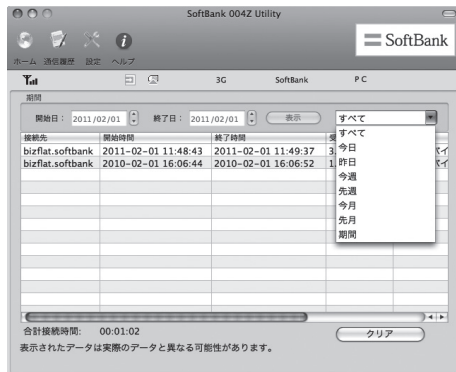 SoftBank 004Z Utility
ホーム 通信履歴 設定 ヘルプ
SoftBank
3G SoftBank PC
期間
開始日： 2011/02/01 終了日： 2011/02/01 表示 すべて
接続先 開始時間 終了時間
bizflat.softbank 2011-02-01 11:48:43 2011-02-01 11:49:37 3.
bizflat.softbank 2010-02-01 16:06:44 2010-02-01 16:06:52 1.
すべて
今日
昨日
今週
先週
今月
先月
期間
合計接続時間: 00:01:02 クリア
表示されたデータは実際のデータと異なる可能性があります。